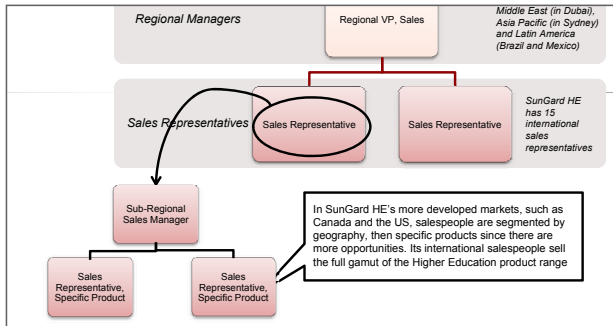 Regional Managers
Regional VP, Sales
Middle East (in Dubai),
Asia Pacific (in Sydney)
and Latin America
(Brazil and Mexico)
Sales Representatives
Sales Representative
Sales Representative
SunGard HE
has 15
international
sales
representatives
Sub-Regional
Sales Manager
In SunGard HE's more developed markets, such as
Canada and the US, salespeople are segmented by
geography, then specific products since there are
more opportunities. Its international salespeople sell
the full gamut of the Higher Education product range
Sales
Representative,
Specific Product
Sales
Representative,
Specific Product